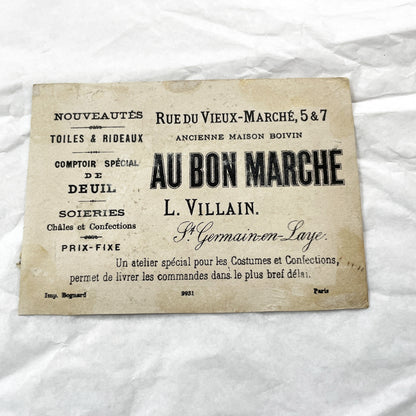 NOUVEAUTÉS
TOILES & RIDEAUX
COMPTOIR SPÉCIAL
DE
DEUIL
SOIERIES
Châles et Confections
PRIX-FIXE
RUE DU VIEUX-MARCHÉ, 5 & 7
ANCIENNE MAISON BOIVIN
AU BON MARCHE
L. VILLAIN.
St Germain-en-Laye.
Un atelier spécial pour les Costumes et Confections,
permet de livrer les commandes dans le plus bref délai.
Imp. Bognard 9931 Paris